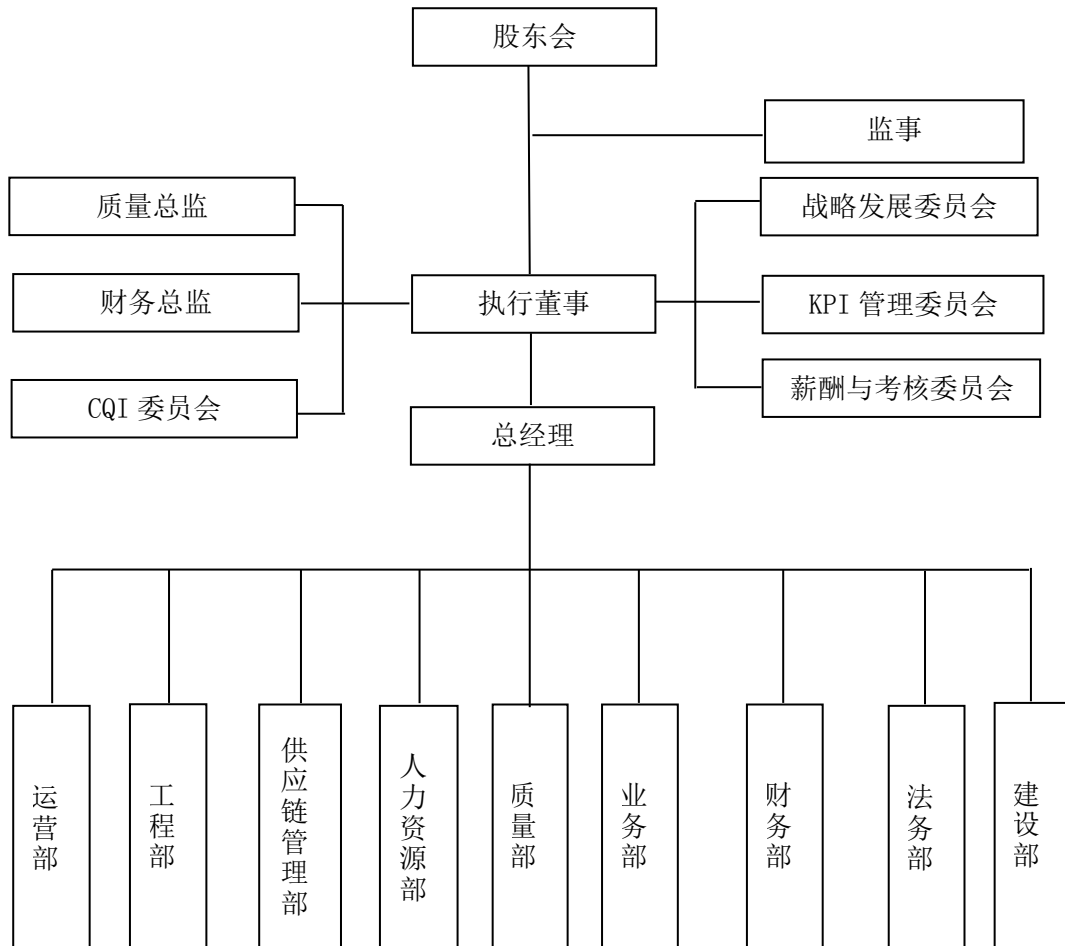 股东会
监事
质量总监
战略发展委员会
财务总监
执行董事
KPI 管理委员会
CQI 委员会
薪酬与考核委员会
总经理
运营部
工程部
供应链管理部
人力资源部
质量部
业务部
财务部
法务部
建设部